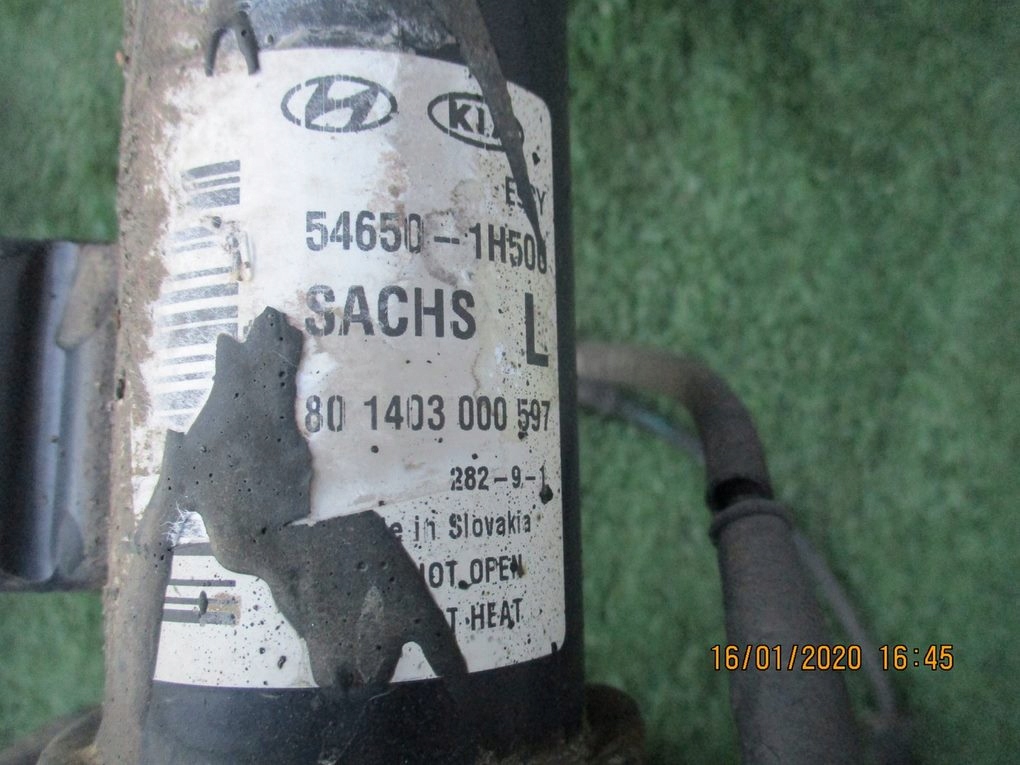 KIA
54650-1H500
SACHS L
80 1403 000 597
282-9-1
in Slovakia
NOT OPEN
HEAT
16/01/2020 16:45